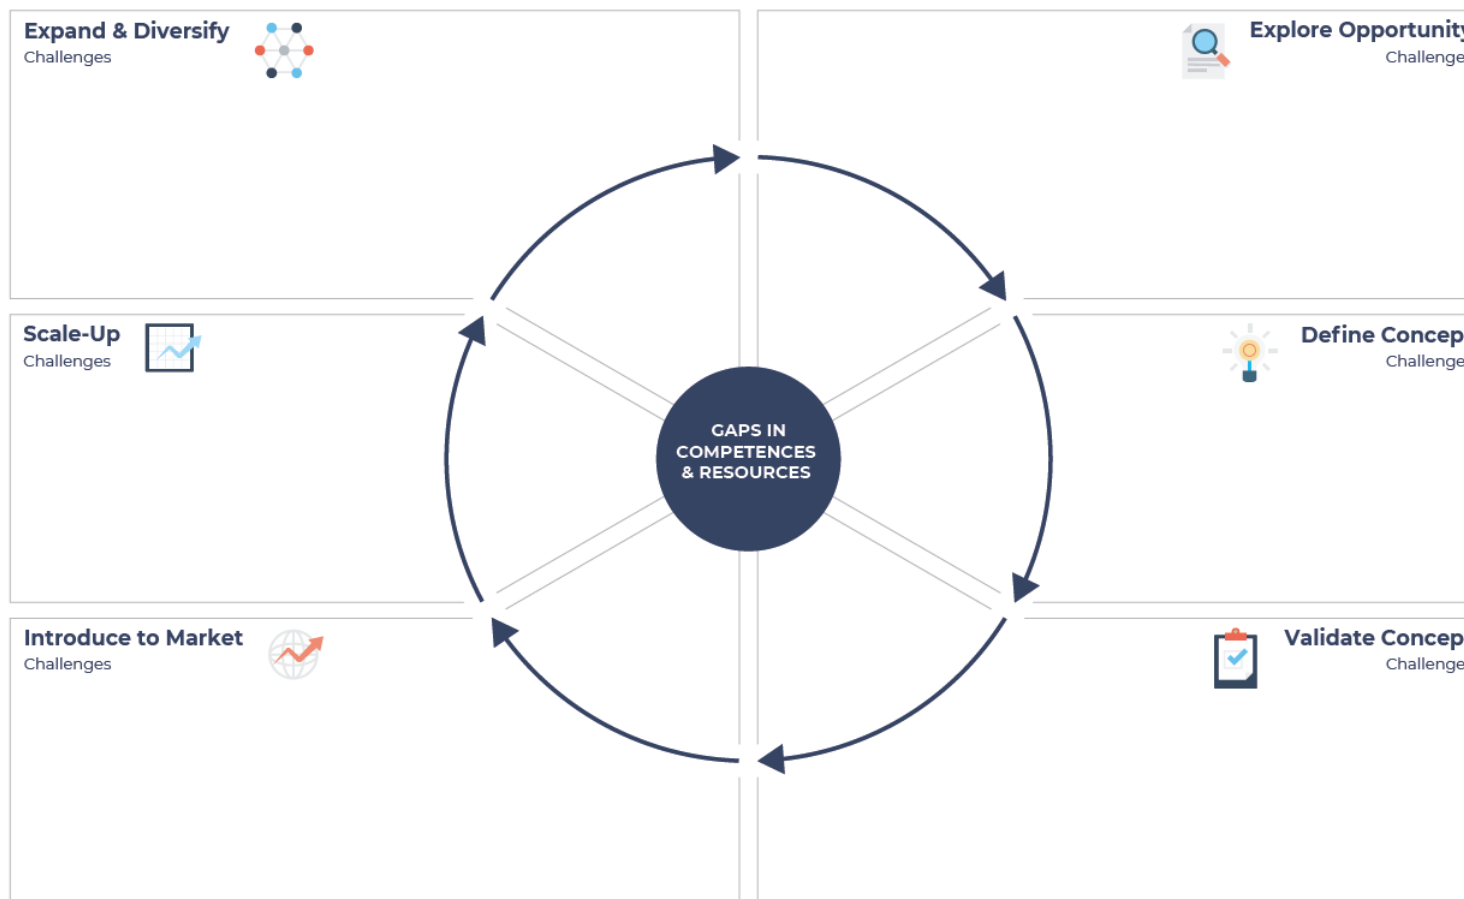 Expand & Diversify
Challenges
Explore Opportunity
Challenge
Scale-Up
Challenges
Define Concep
Challenge
GAPS IN
COMPETENCES
& RESOURCES
Introduce to Market
Challenges
Validate Concep
Challenge